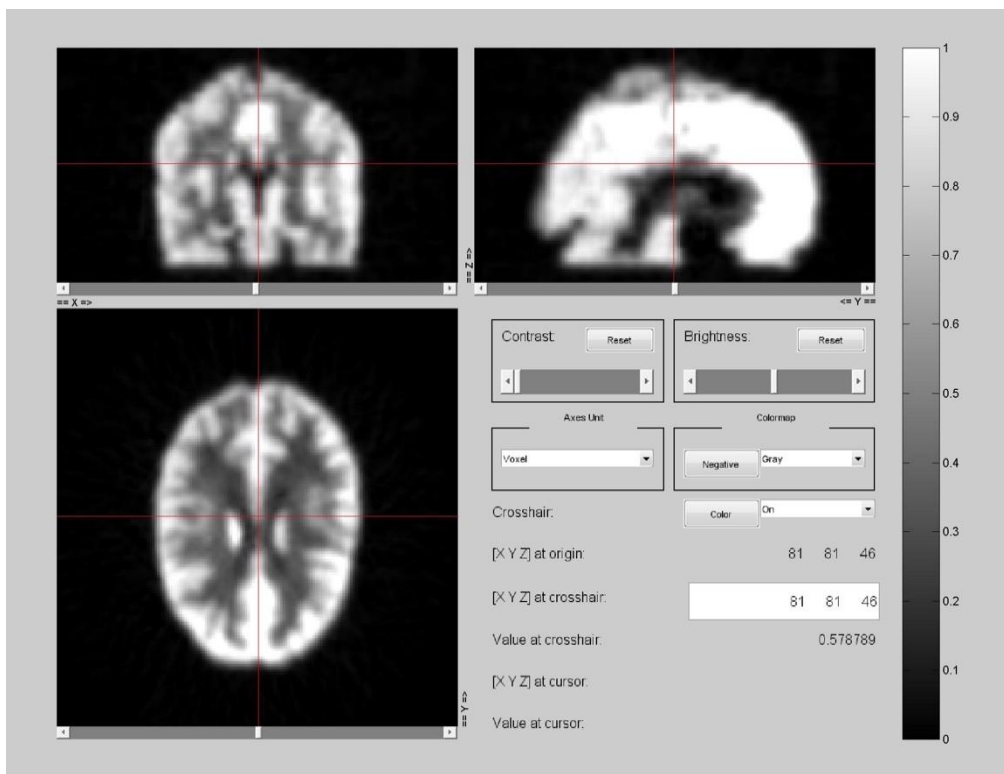 == X =>
== Z =>
<= Y ==
== Y =>
Contrast:
Reset
Brightness:
Reset
Axes Unit
Voxel
Colormap
Negative
Gray
Crosshair:
Color
On
[X Y Z] at origin:
81 81 46
[X Y Z] at crosshair:
81 81 46
Value at crosshair:
0.578789
[X Y Z] at cursor:
Value at cursor:
1
0.9
0.8
0.7
0.6
0.5
0.4
0.3
0.2
0.1
0